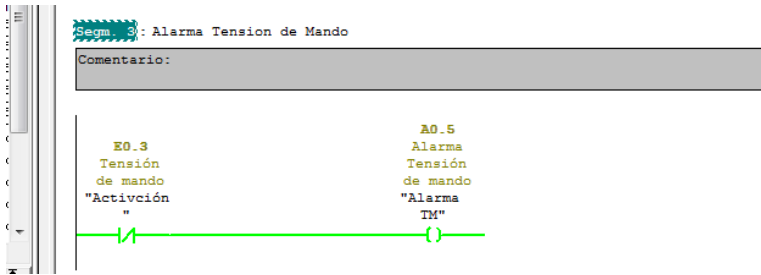 Segm. 3: Alarma Tension de Mando
Comentario:
E0.3
Tensión
de mando
"Activción
"
A0.5
Alarma
Tensión
de mando
"Alarma
TM"